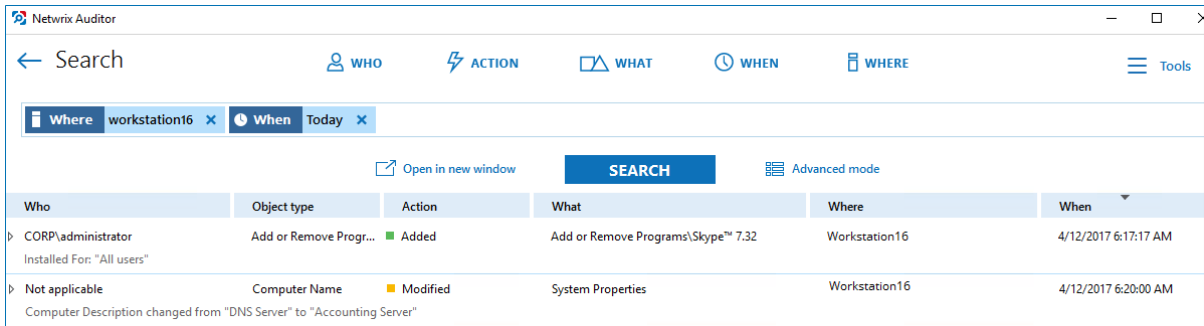 Netwrix Auditor
Search WHO ACTION WHAT WHEN WHERE Tools
Where workstation16 When Today
Open in new window SEARCH Advanced mode
Who Object type Action What Where When
CORP\administrator Add or Remove Progr... Added Add or Remove Programs\Skype™ 7.32 Workstation16 4/12/2017 6:17:17 AM
Installed For: "All users"
Not applicable Computer Name Modified System Properties Workstation16 4/12/2017 6:20:00 AM
Computer Description changed from "DNS Server" to "Accounting Server"